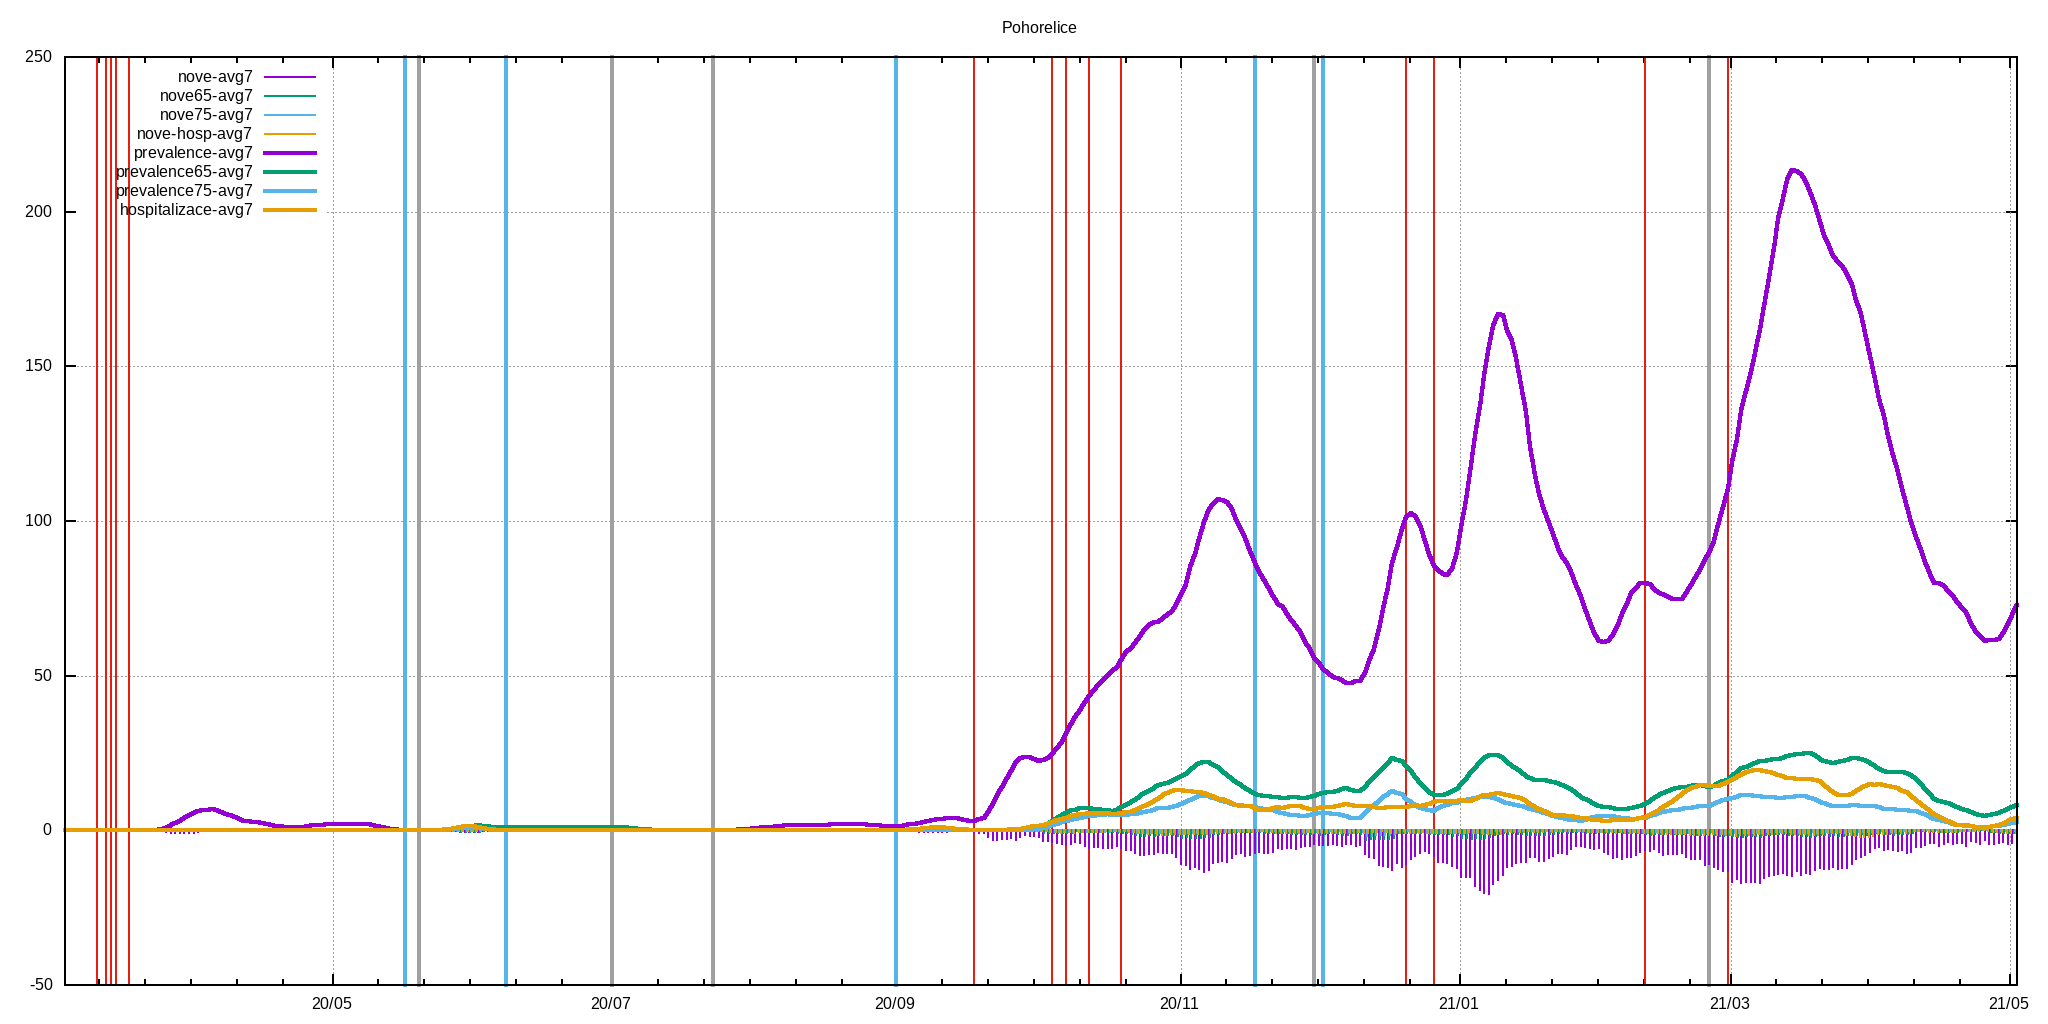 Pohorelice
250
200
150
100
50
0
-50
nove-avg7
nove65-avg7
nove75-avg7
nove-hosp-avg7
prevalence-avg7
prevalence65-avg7
prevalence75-avg7
hospitalizace-avg7
20/05 20/07 20/09 20/11 21/01 21/03 21/05